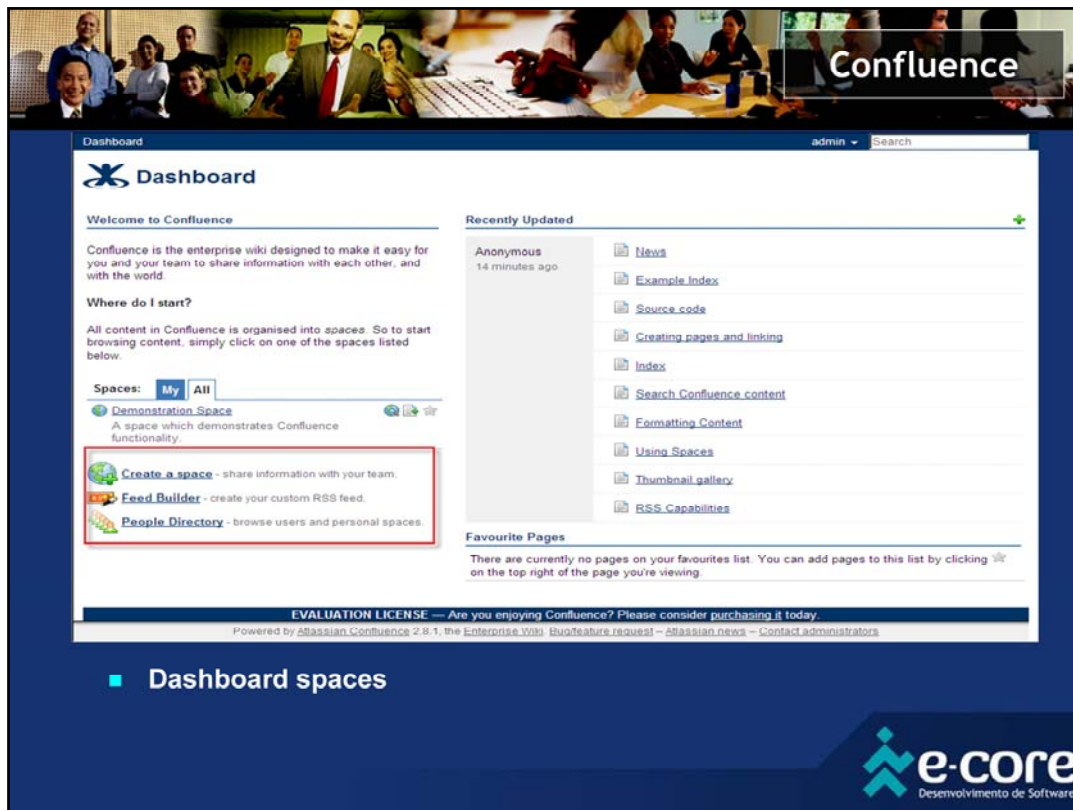 Confluence
Dashboard
admin
Search
Dashboard
Welcome to Confluence
Confluence is the enterprise wiki designed to make it easy for
you and your team to share information with each other, and
with the world.
Where do I start?
All content in Confluence is organised into spaces. So to start
browsing content, simply click on one of the spaces listed
below.
Spaces: My All
Demonstration Space
A space which demonstrates Confluence
functionality.
Create a space - share information with your team.
Feed Builder - create your custom RSS feed.
People Directory - browse users and personal spaces.
Recently Updated
Anonymous
14 minutes ago
News
Example Index
Source code
Creating pages and linking
Index
Search Confluence content
Formatting Content
Using Spaces
Thumbnail gallery
RSS Capabilities
Favourite Pages
There are currently no pages on your favourites list. You can add pages to this list by clicking
on the top right of the page you're viewing.
EVALUATION LICENSE — Are you enjoying Confluence? Please consider purchasing it today.
Powered by Atlassian Confluence 2.8.1, the Enterprise Wiki. Bug/feature request – Atlassian news – Contact administrators
Dashboard spaces
e-core
Desenvolvimento de Software